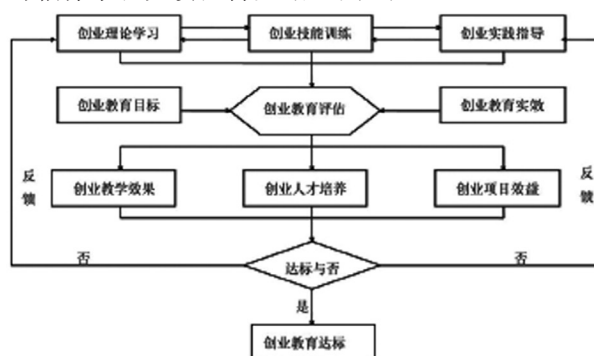 创业理论学习
创业技能训练
创业实践指导
创业教育目标
创业教育评估
创业教育实效
反馈
创业教学效果
创业人才培养
创业项目效益
反馈
否
达标与否
否
是
创业教育达标